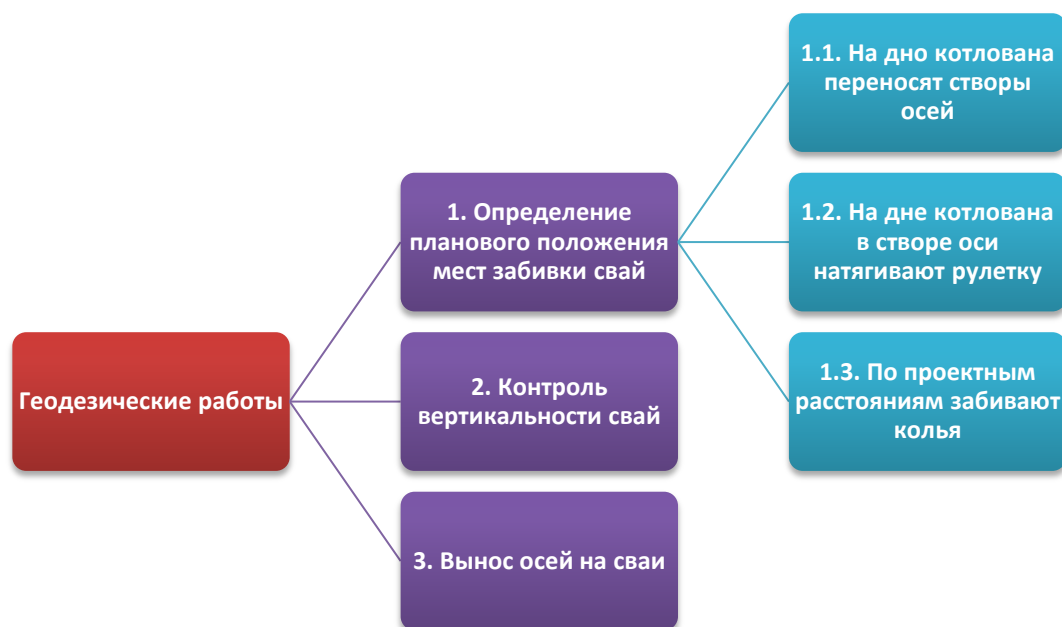 Геодезические работы
1. Определение
планового положения
мест забивки свай
1.1. На дно котлована
переносят створы
осей
1.2. На дне котлована
в створе оси
натягивают рулетку
1.3. По проектным
расстояниям забивают
колья
2. Контроль
вертикальности свай
3. Вынос осей на сваи